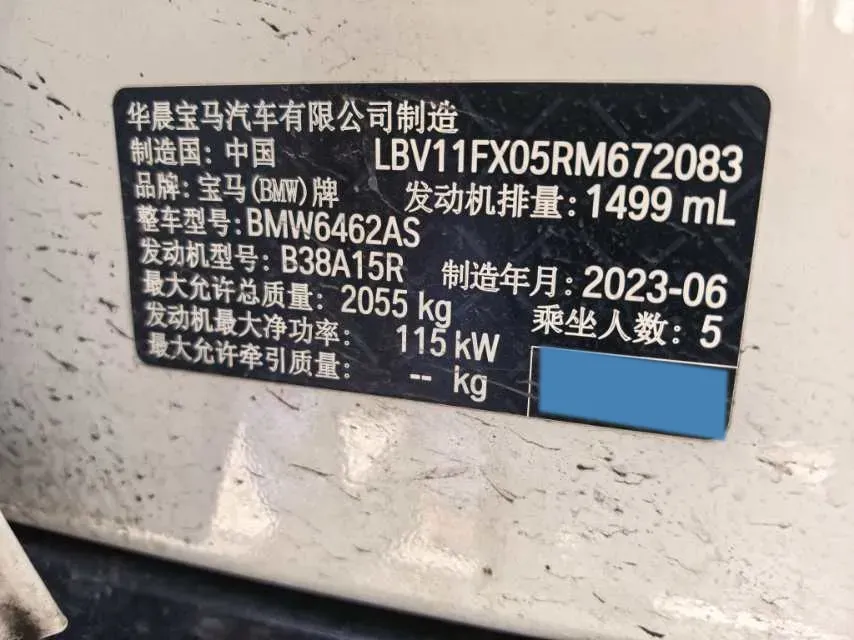 华晨宝马汽车有限公司制造
制造国: 中国 LBV11FX05RM672083
品牌: 宝马(BMW)牌 发动机排量: 1499 mL
整车型号: BMW6462AS
发动机型号: B38A15R 制造年月: 2023-06
最大允许总质量: 2055 kg 乘坐人数: 5
发动机最大净功率: 115 kW
最大允许牵引质量: -- kg